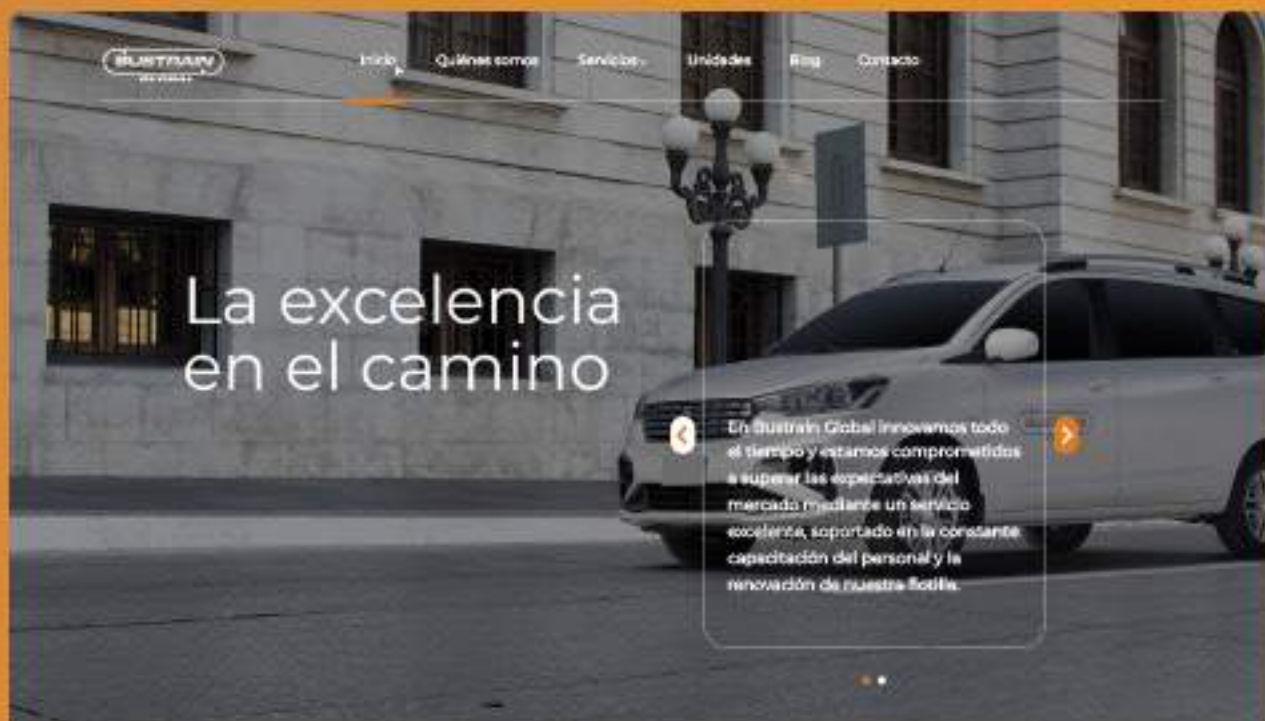 BUSTRAIN
GLOBAL
Inicio
Quiénes somos
Servicios
Unidades
Blog
Contacto
La excelencia
en el camino
En Bustrain Global innovamos todo
el tiempo y estamos comprometidos
a superar las expectativas del
mercado mediante un servicio
excelente, soportado en la constante
capacitación del personal y la
renovación de nuestra flotilla.